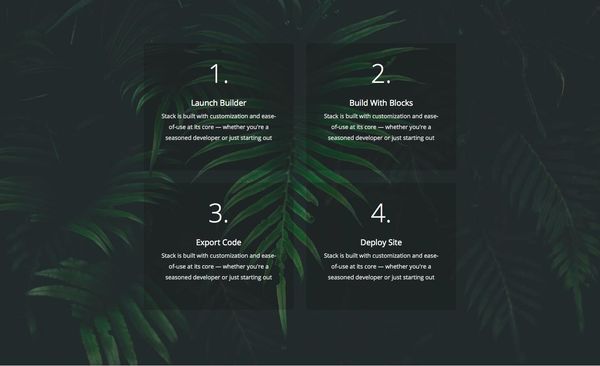 1.
Launch Builder
Stack is built with customization and ease-
of-use at its core — whether you're a
seasoned developer or just starting out
2.
Build With Blocks
Stack is built with customization and ease-
of-use at its core — whether you're a
seasoned developer or just starting out
3.
Export Code
Stack is built with customization and ease-
of-use at its core — whether you're a
seasoned developer or just starting out
4.
Deploy Site
Stack is built with customization and ease-
of-use at its core — whether you're a
seasoned developer or just starting out